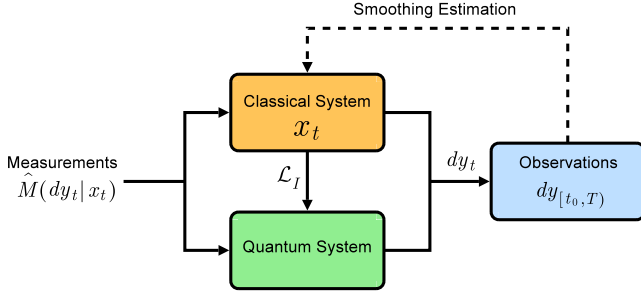 Smoothing Estimation
Classical System
x_t
Measurements
\hat{M}(dy_t|x_t)
\mathcal{L}_I
dy_t
Observations
dy_{[t_0,T)}
Quantum System